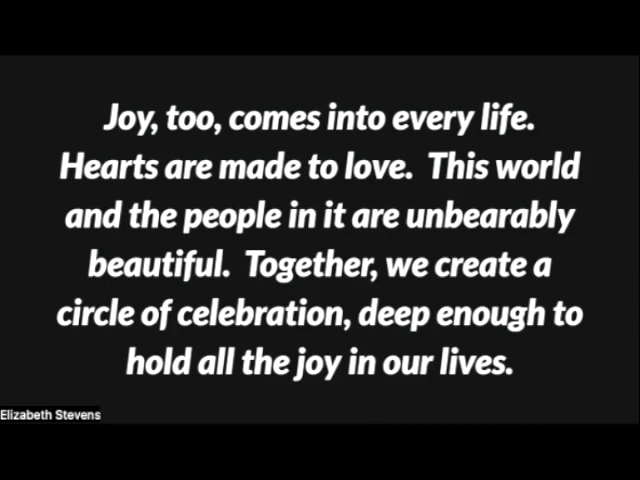 Joy, too, comes into every life.
Hearts are made to love.  This world
and the people in it are unbearably
beautiful.  Together, we create a
circle of celebration, deep enough to
hold all the joy in our lives.
Elizabeth Stevens